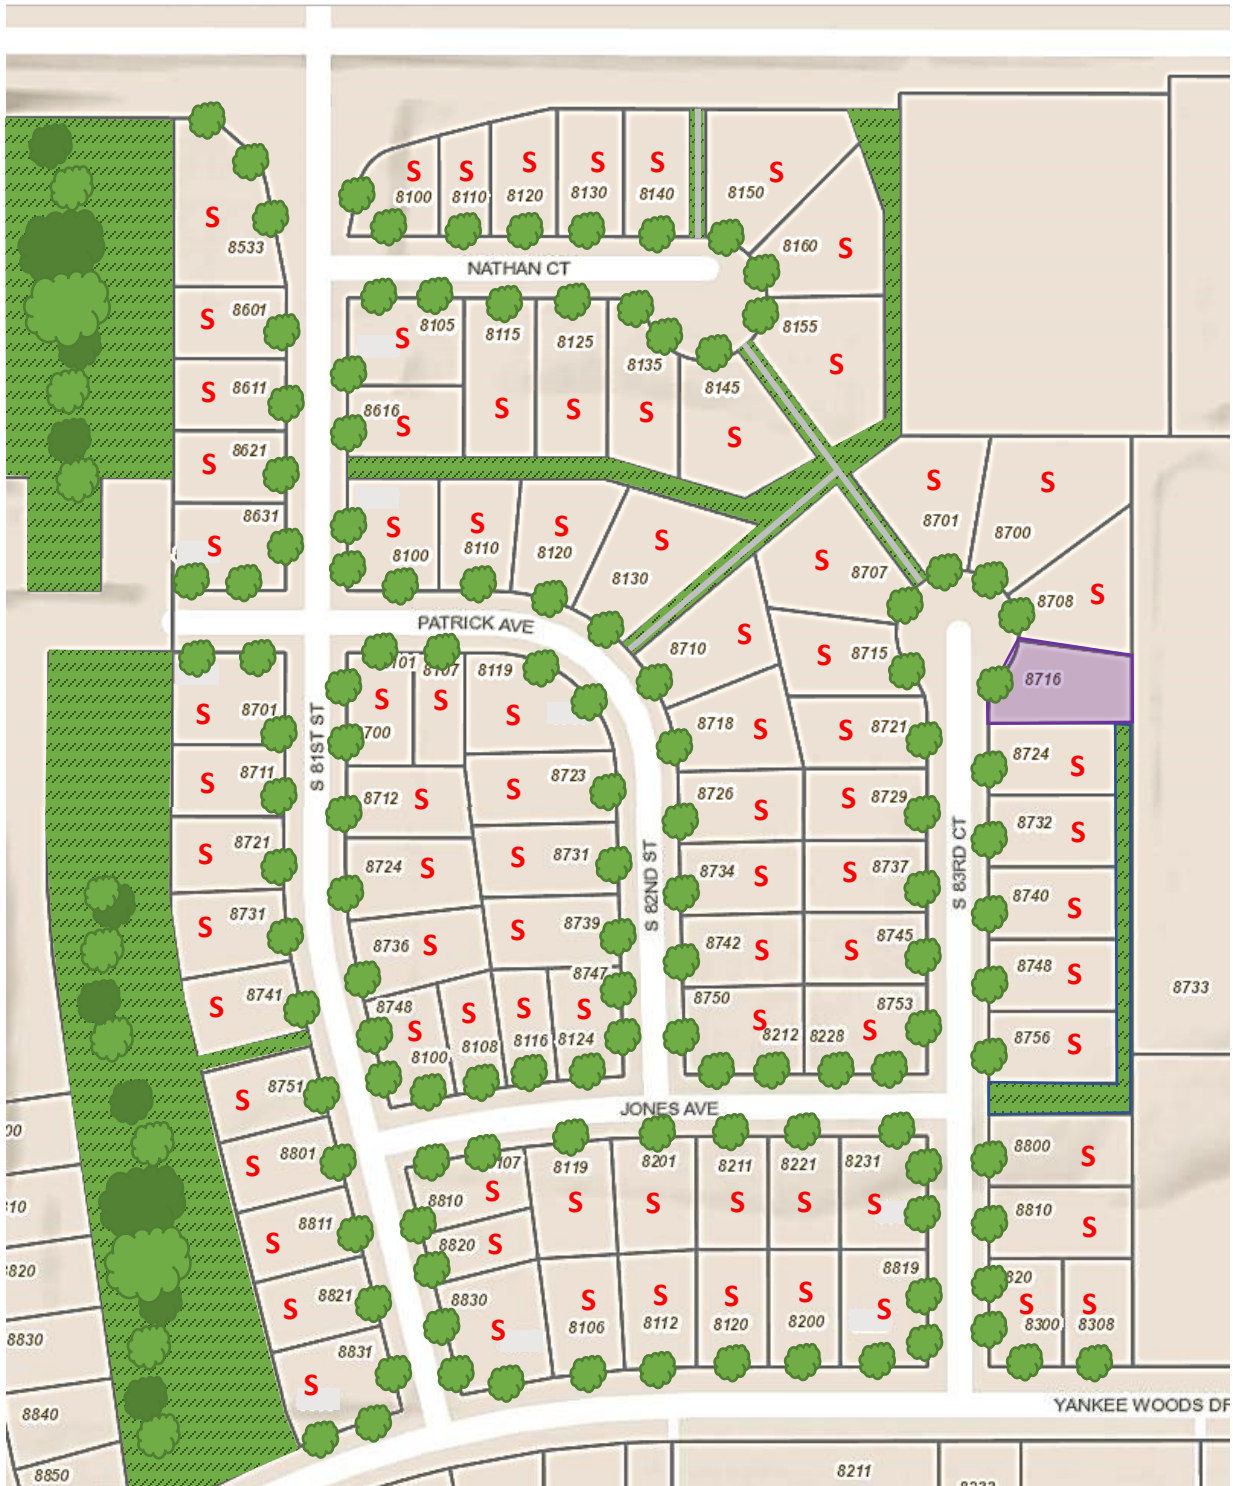 S S S S S
8100 8110 8120 8130 8140
S
8150
S
8533
8160 S
NATHAN CT
S 8601
8105 S
8115 8125 8135 8145
8155
S
S 8611
8616 S
S S S S
S 8621
8631
S
S S
8701 8700
S S S S
8100 8110 8120 8130
S 8707
8708 S
PATRICK AVE
8710 S
S 8715
8716
8119
S S S
S 8701
8718 S
S 8721
S 81ST ST
8724 S
S 8711
8712 S
S 8723
8726 S
S 8729
8732 S
S 8721
8724 S
S 8731
8734 S
S 8737
8740 S
S 82ND ST
S 83RD CT
S 8731
8736 S
S 8739
8742 S
S 8745
8748 S
S 8741
8747
8748 S
S S S
8100 8108 8116 8124
8750 S
8212 8228
8753 S
8756 S
8733
S 8751
JONES AVE
S 8801
8119 8201 8211 8221 8231
8800 S
8810 S
S S S S S
S 8811
8820 S
8810 S
S 8821
8830 S
S S S S
8106 8112 8120 8200
8819 S
S S
8300 8308
8831
S
8820
8830
8840
8850
YANKEE WOODS DR
8211